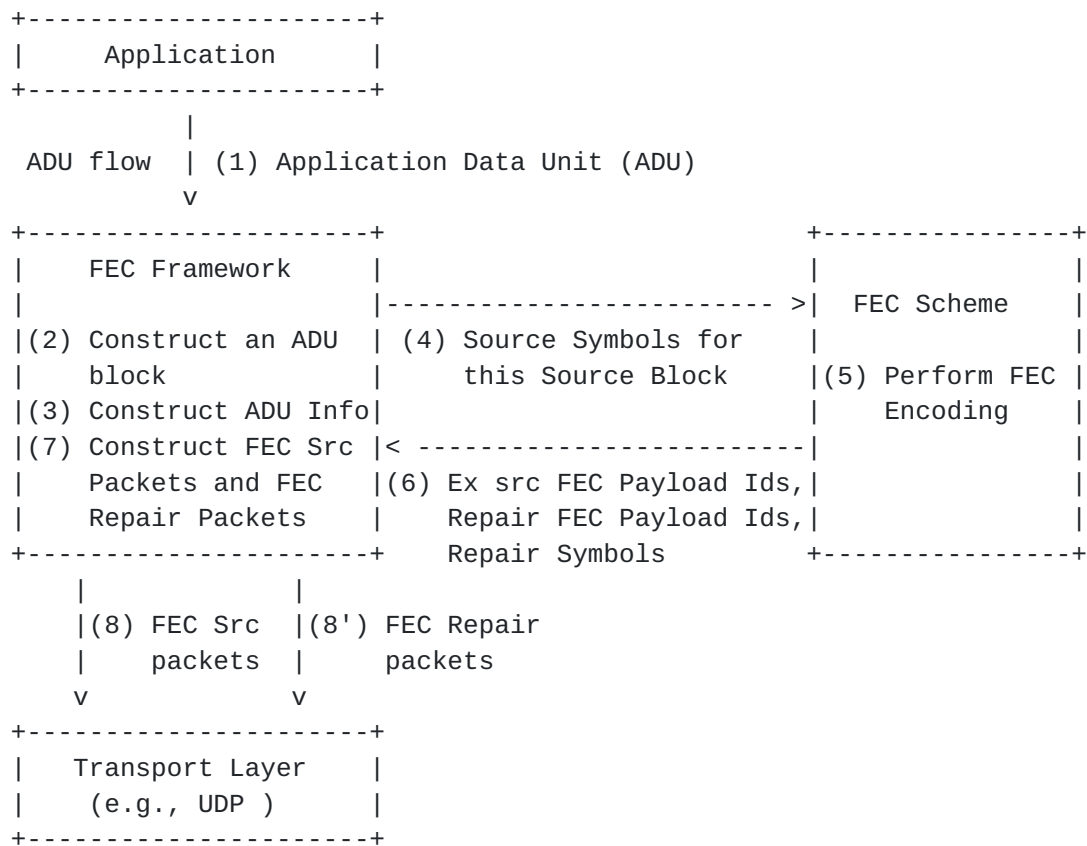 +----------------------+
|     Application      |
+----------------------+
           |
 ADU flow  | (1) Application Data Unit (ADU)
           v
+----------------------+                           +----------------+
|    FEC Framework     |                           |                |
|                      |------------------------- >|  FEC Scheme    |
|(2) Construct an ADU  | (4) Source Symbols for    |                |
|    block             |     this Source Block     |(5) Perform FEC |
|(3) Construct ADU Info|                           |    Encoding    |
|(7) Construct FEC Src |< -------------------------|                |
|    Packets and FEC   |(6) Ex src FEC Payload Ids,|                |
|    Repair Packets    |    Repair FEC Payload Ids,|                |
+----------------------+    Repair Symbols         +----------------+
    |             |
    |(8) FEC Src  |(8') FEC Repair
    |    packets  |     packets
    v             v
+----------------------+
|   Transport Layer    |
|    (e.g., UDP )      |
+----------------------+